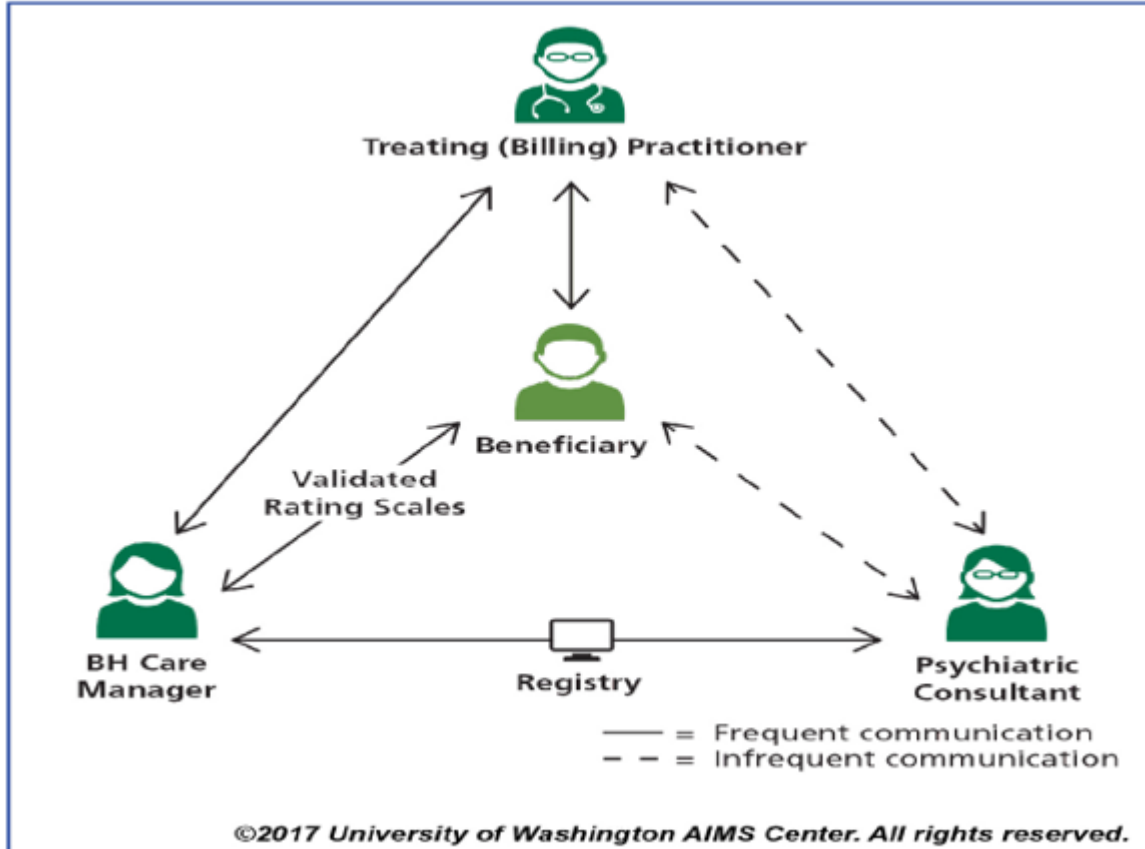 Treating (Billing) Practitioner
Beneficiary
Validated
Rating Scales
BH Care
Manager
Registry
Psychiatric
Consultant
= Frequent communication
= Infrequent communication
©2017 University of Washington AIMS Center. All rights reserved.